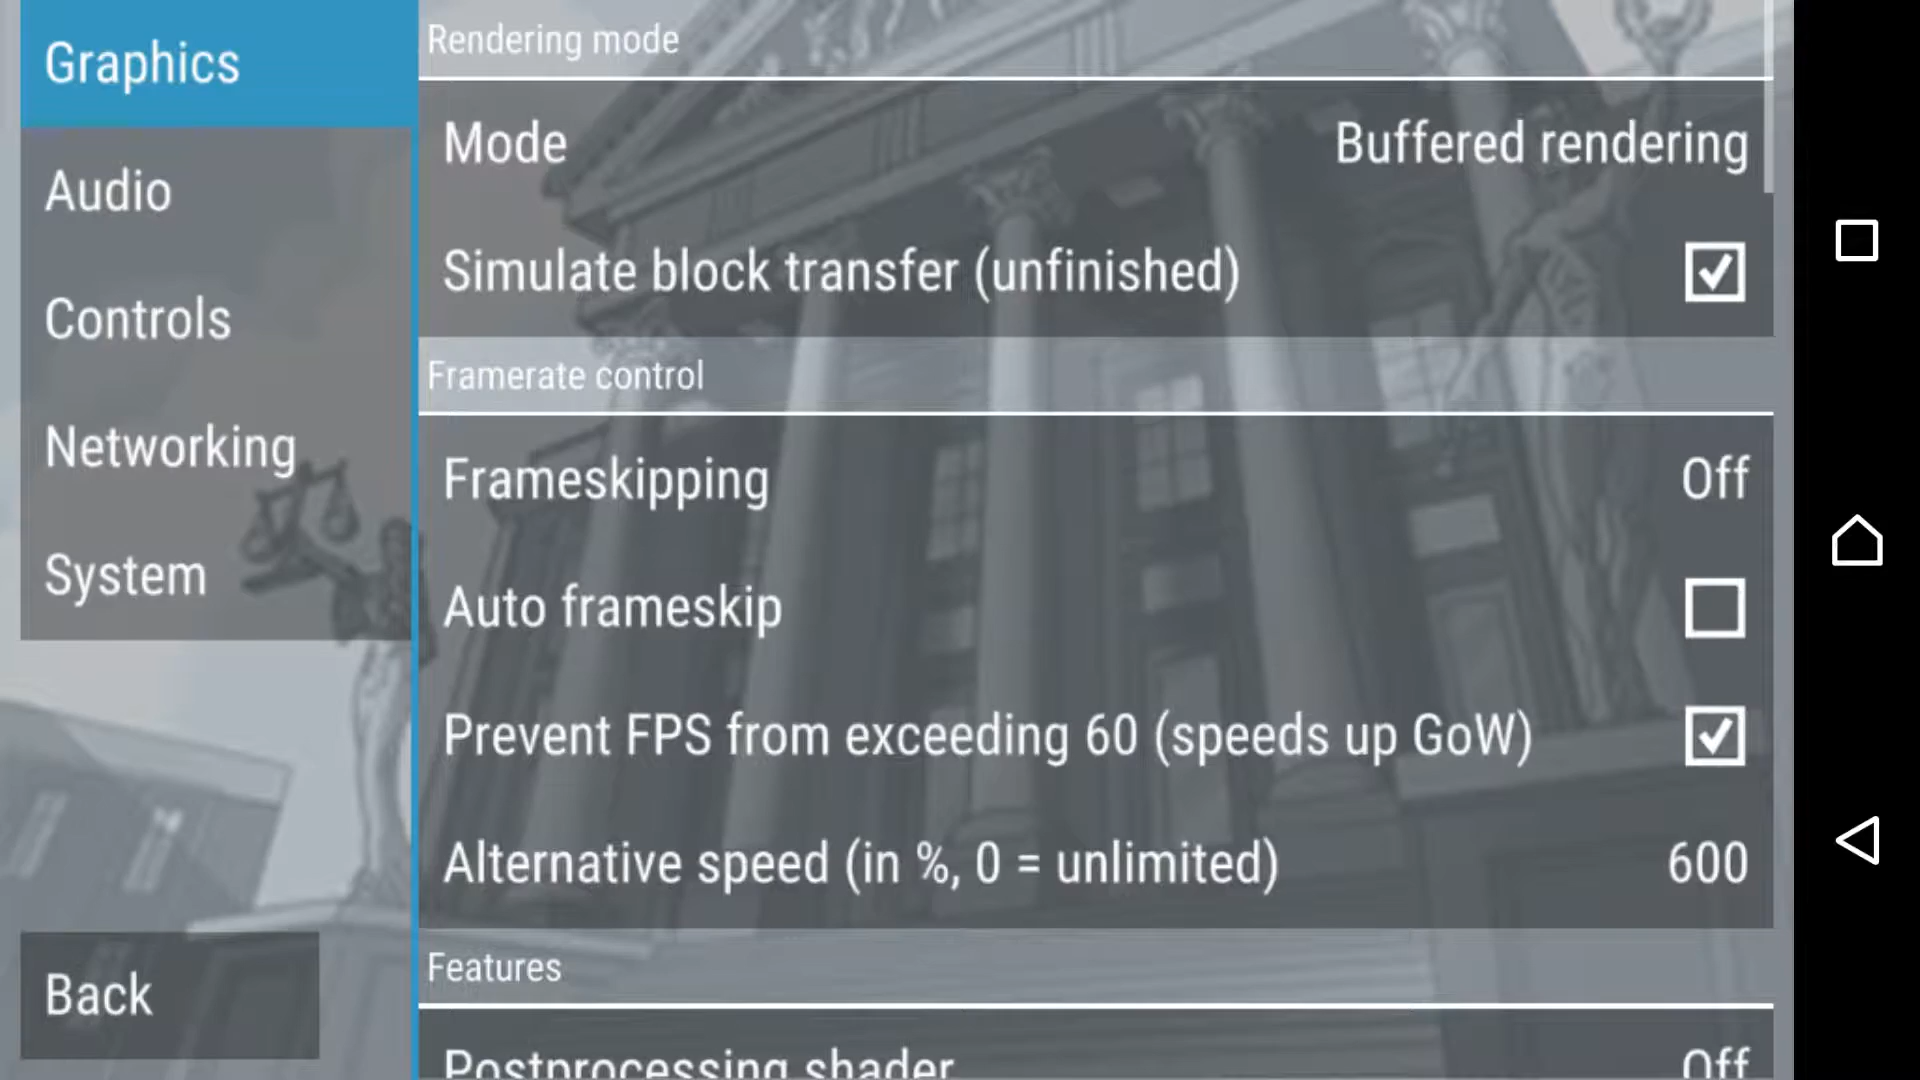 Graphics
Audio
Controls
Networking
System
Back
Rendering mode
Mode Buffered rendering
Simulate block transfer (unfinished)
Framerate control
Frameskipping Off
Auto frameskip
Prevent FPS from exceeding 60 (speeds up GoW)
Alternative speed (in %, 0 = unlimited) 600
Features
Postprocessing shader Off